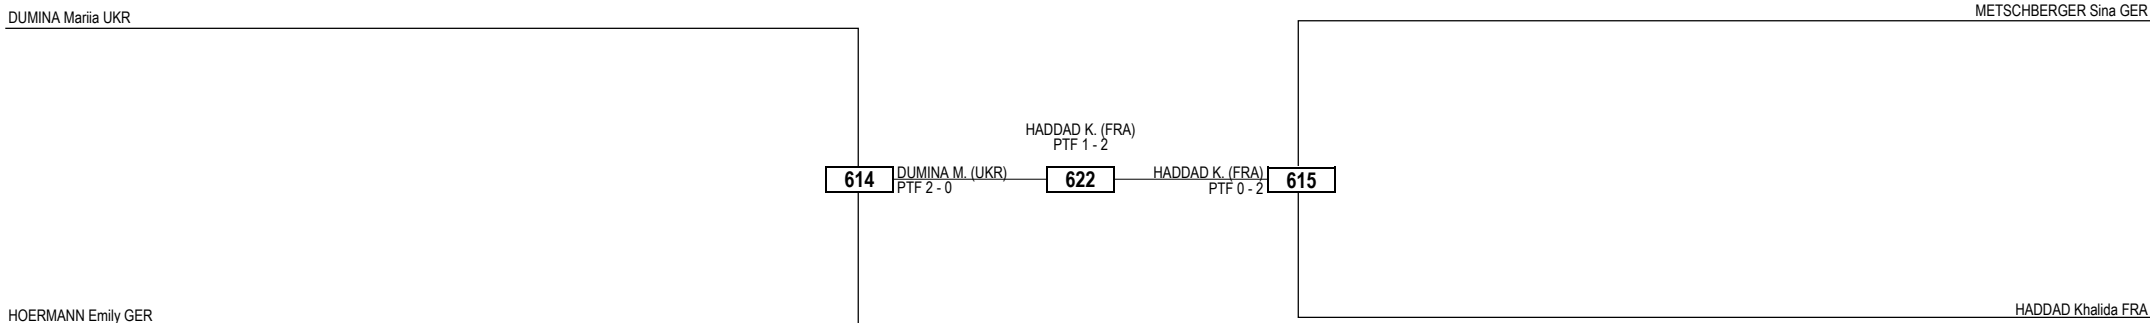 DUMINA Mariia UKR
METSCHBERGER Sina GER
HADDAD K. (FRA)
PTF 1 - 2
614
DUMINA M. (UKR)
PTF 2 - 0
622
HADDAD K. (FRA)
PTF 0 - 2
615
HOERMANN Emily GER
HADDAD Khalida FRA